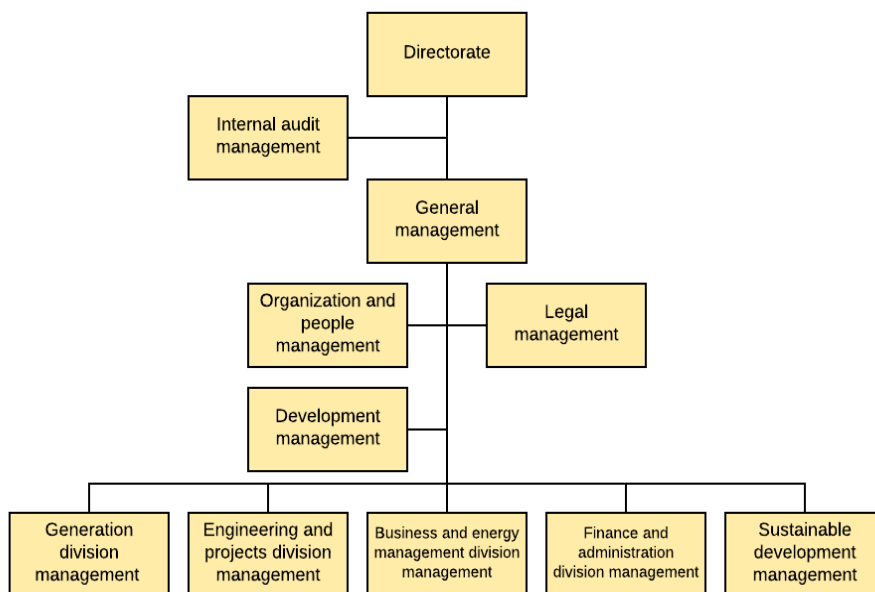 Directorate
Internal audit
management
General
management
Organization and
people
management
Legal
management
Development
management
Generation
division
management
Engineering and
projects division
management
Business and energy
management division
management
Finance and
administration
division management
Sustainable
development
management